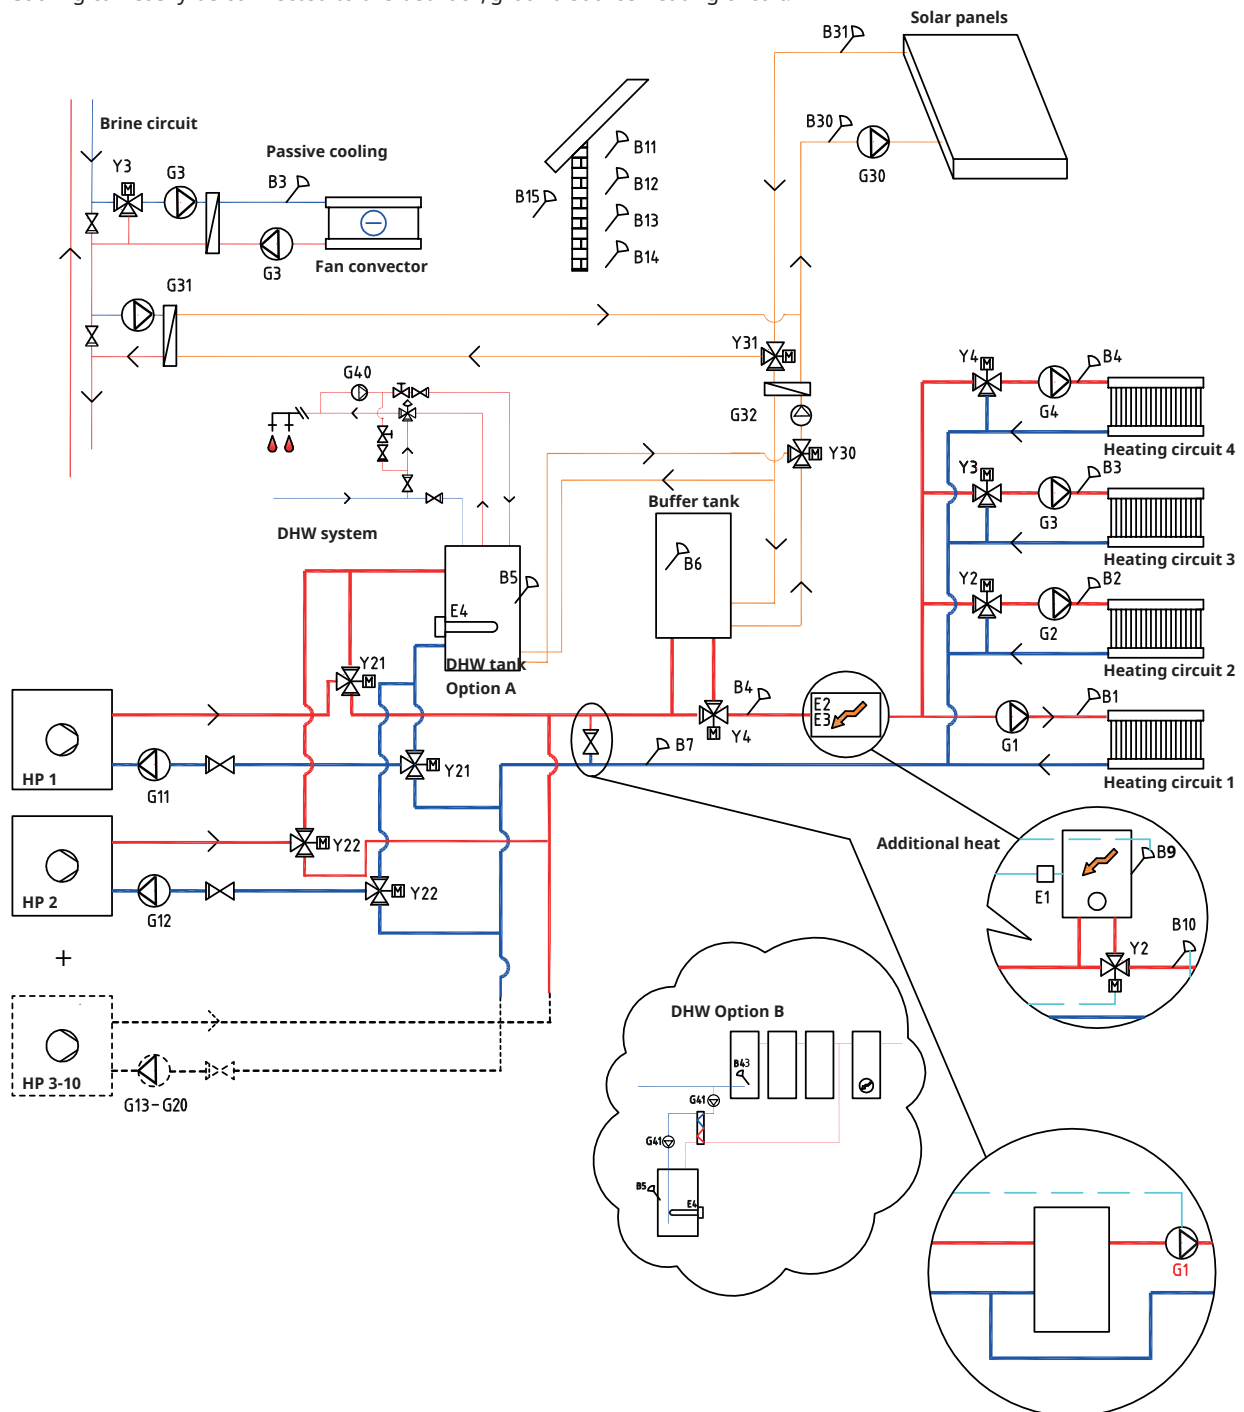 Solar panels
B31
B30
G30
Brine circuit
Y3
G3
Passive cooling
B3
G3
Fan convector
B11
B12
B13
B14
B15
G31
Y31
G32
Y30
G40
DHW system
Buffer tank
B6
B5
E4
DHW tank
Option A
Y4
B4
G4
Heating circuit 4
Y3
B3
G3
Heating circuit 3
Y2
B2
G2
Heating circuit 2
B1
G1
Heating circuit 1
Y21
B4
Y4
E2
E3
B7
HP 1
G11
Y21
HP 2
G12
Y22
Y22
+
HP 3-10
G13-G20
Additional heat
B9
E1
B10
Y2
DHW Option B
B43
G41
G41
B5
E4
G1
M
M
M
M
M
M
M
M
M
M
M
M